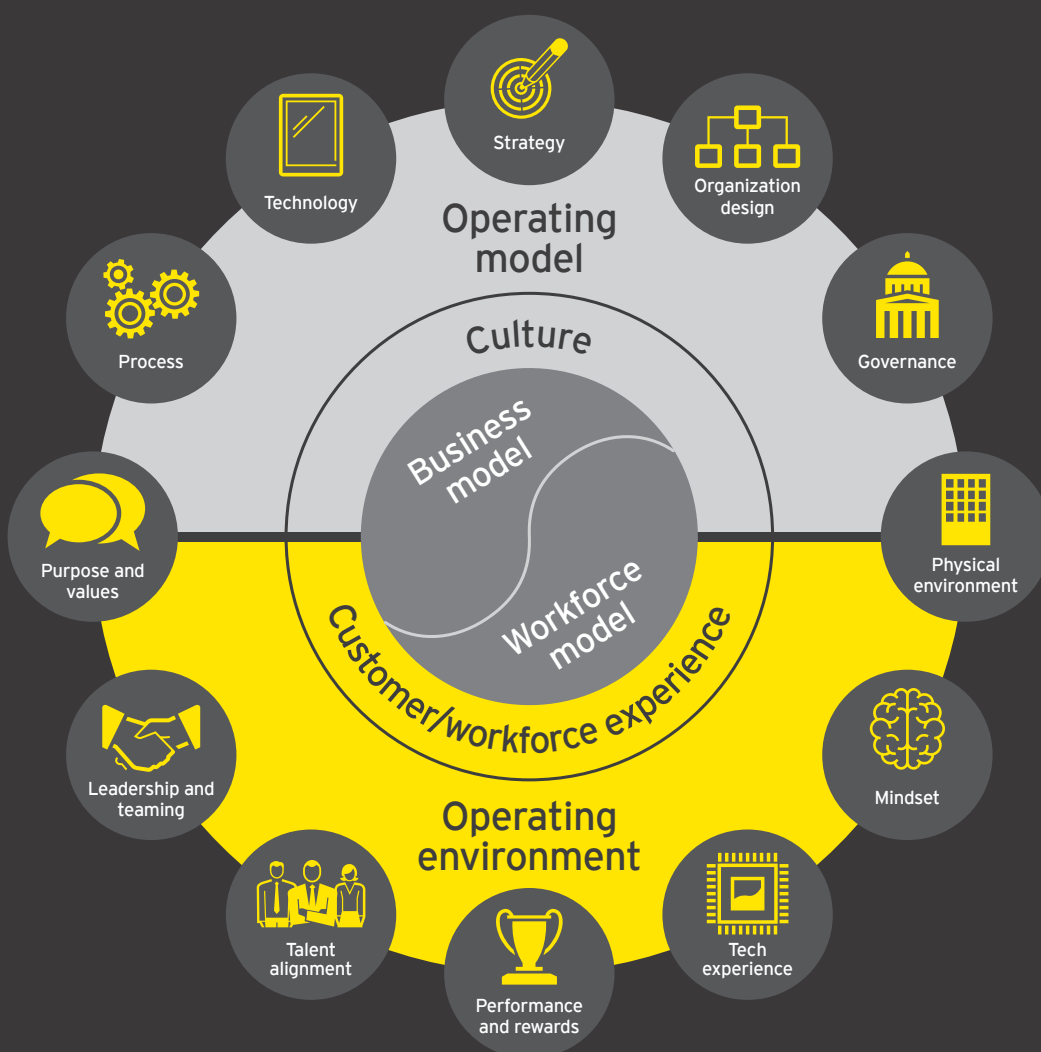 Strategy
Technology
Organization
design
Operating
model
Process
Culture
Governance
Business
model
Purpose and
values
Physical
environment
Workforce
model
Customer/workforce experience
Leadership and
teaming
Mindset
Operating
environment
Talent
alignment
Tech
experience
Performance
and rewards